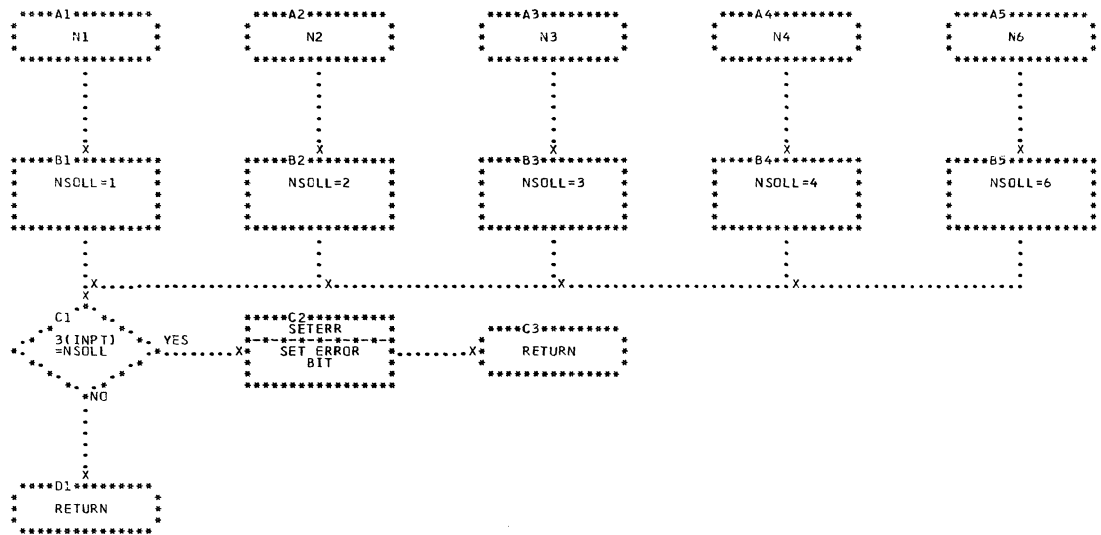 A1 A2 A3 A4 A5
N1 N2 N3 N4 N6
X X X X X
B1 B2 B3 B4 B5
NSOLL=1 NSOLL=2 NSOLL=3 NSOLL=4 NSOLL=6
X X X X
X
C1 C2 C3
SETERR
3(INPT) YES
=NSOLL X SET ERROR X RETURN
BIT
NO
X
D1
RETURN